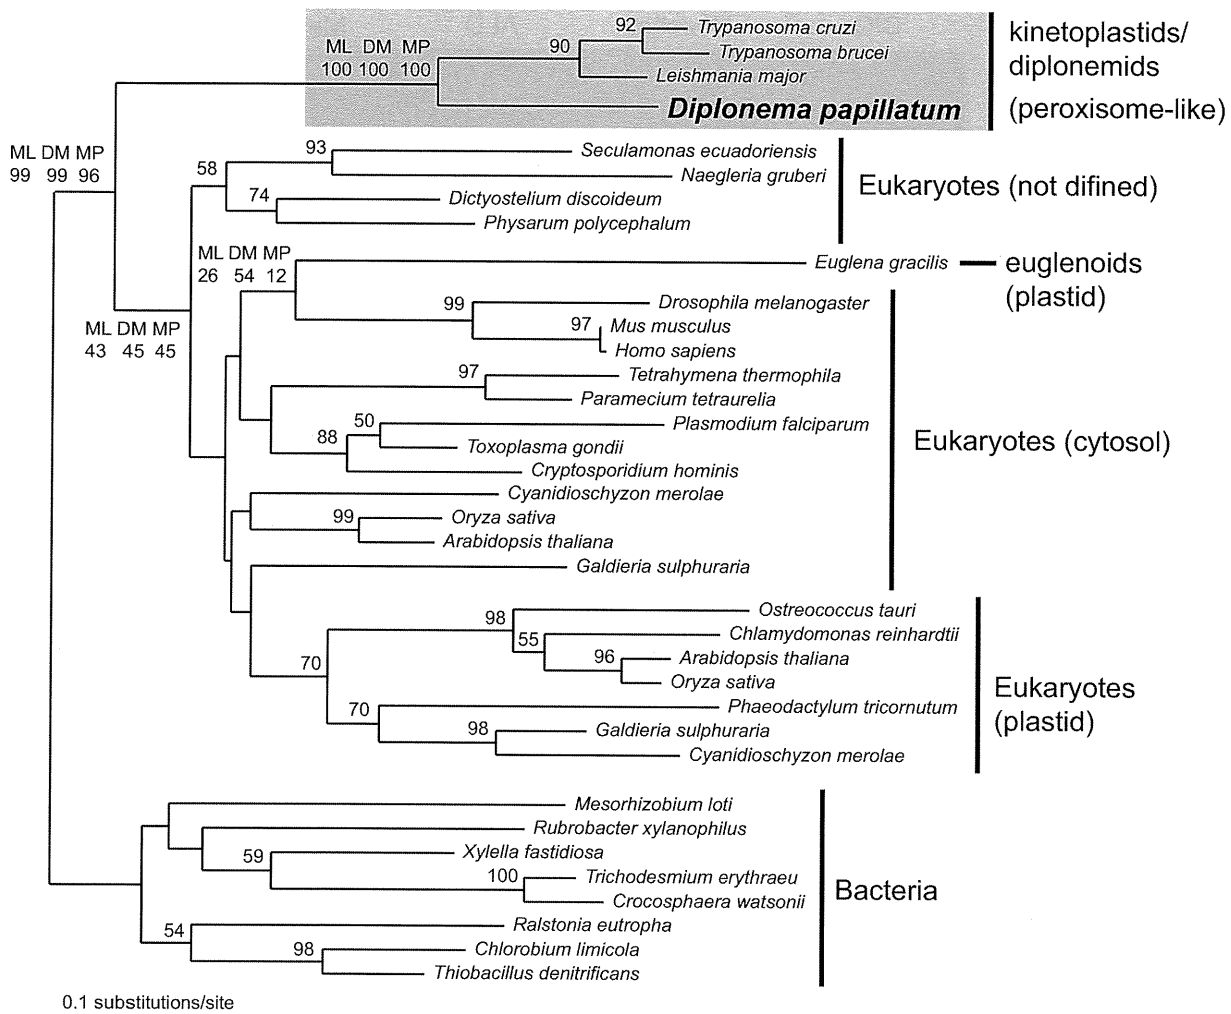 92
Trypanosoma cruzi
ML DM MP
100 100 100
90
Trypanosoma brucei
Leishmania major
Diplonema papillatum
kinetoplastids/
diplonemids
(peroxisome-like)
ML DM MP
99 99 96
93
Seculamonas ecuadoriensis
58
Naegleria gruberi
74
Dictyostelium discoideum
Physarum polycephalum
Eukaryotes (not difined)
ML DM MP
26 54 12
Euglena gracilis
euglenoids
(plastid)
ML DM MP
43 45 45
99
Drosophila melanogaster
97
Mus musculus
Homo sapiens
97
Tetrahymena thermophila
Paramecium tetraurelia
50
Plasmodium falciparum
88
Toxoplasma gondii
Cryptosporidium hominis
Cyanidioschyzon merolae
99
Oryza sativa
Arabidopsis thaliana
Galdieria sulphuraria
Eukaryotes (cytosol)
98
Ostreococcus tauri
55
Chlamydomonas reinhardtii
96
Arabidopsis thaliana
70
Oryza sativa
70
Phaeodactylum tricornutum
98
Galdieria sulphuraria
Cyanidioschyzon merolae
Eukaryotes
(plastid)
Mesorhizobium loti
Rubrobacter xylanophilus
59
Xylella fastidiosa
100
Trichodesmium erythraeu
Crocosphaera watsonii
Bacteria
54
Ralstonia eutropha
98
Chlorobium limicola
Thiobacillus denitrificans
0.1 substitutions/site